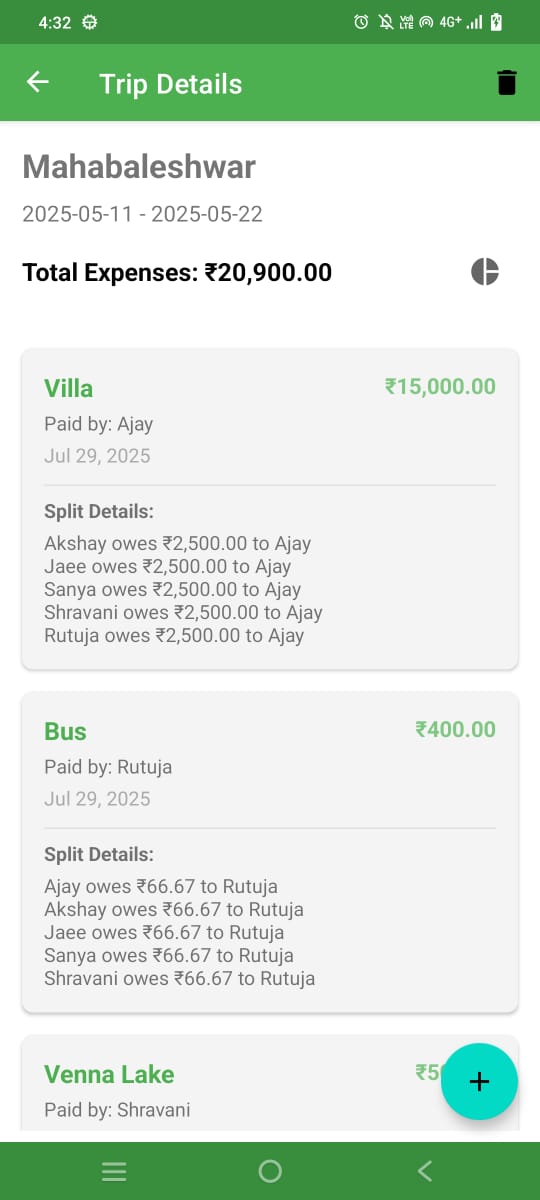 4:32
VoI) LTE 4G+
Trip Details
Mahabaleshwar
2025-05-11 - 2025-05-22
Total Expenses: ₹20,900.00
Villa ₹15,000.00
Paid by: Ajay
Jul 29, 2025
Split Details:
Akshay owes ₹2,500.00 to Ajay
Jaee owes ₹2,500.00 to Ajay
Sanya owes ₹2,500.00 to Ajay
Shravani owes ₹2,500.00 to Ajay
Rutuja owes ₹2,500.00 to Ajay
Bus ₹400.00
Paid by: Rutuja
Jul 29, 2025
Split Details:
Ajay owes ₹66.67 to Rutuja
Akshay owes ₹66.67 to Rutuja
Jaee owes ₹66.67 to Rutuja
Sanya owes ₹66.67 to Rutuja
Shravani owes ₹66.67 to Rutuja
Venna Lake
Paid by: Shravani